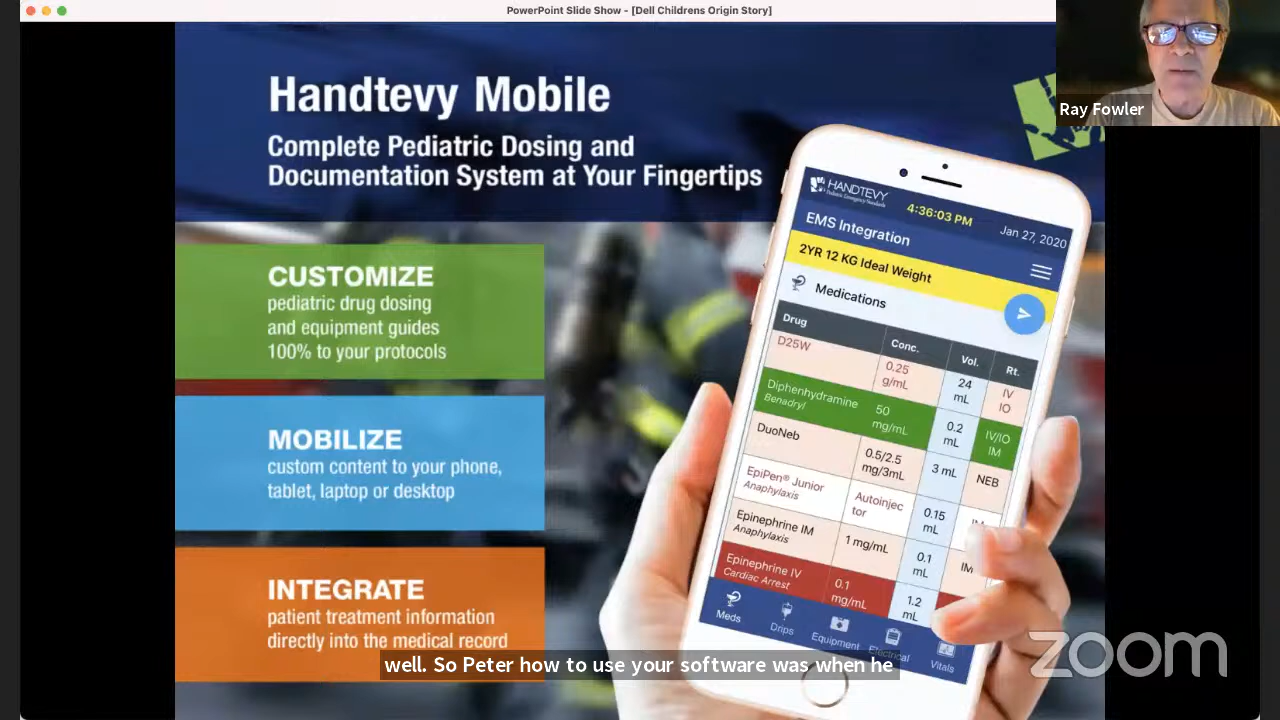 PowerPoint Slide Show - [Dell Childrens Origin Story]
Ray Fowler
Handtevy Mobile
Complete Pediatric Dosing and
Documentation System at Your Fingertips
CUSTOMIZE
pediatric drug dosing
and equipment guides
100% to your protocols
MOBILIZE
custom content to your phone,
tablet, laptop or desktop
INTEGRATE
patient treatment information
directly into the medical record
HANDTEVY
Pediatric Emergency Standards
4:36:03 PM
Jan 27, 2020
EMS Integration
2YR 12 KG Ideal Weight
Medications
Drug Conc. Vol. Rt.
D25W 0.25 g/mL 24 mL IV IO
Diphenhydramine Benadryl 50 mg/mL 0.2 mL IV/IO IM
DuoNeb 0.5/2.5 mg/3mL 3 mL NEB
EpiPen® Junior Anaphylaxis Autoinjec tor 0.15 mL
Epinephrine IM Anaphylaxis 1 mg/mL 0.1 mL IM
Epinephrine IV Cardiac Arrest 0.1 mg/mL 1.2 mL
Meds Drips Equipment Electrical Vitals
well. So Peter how to use your software was when he
zoom